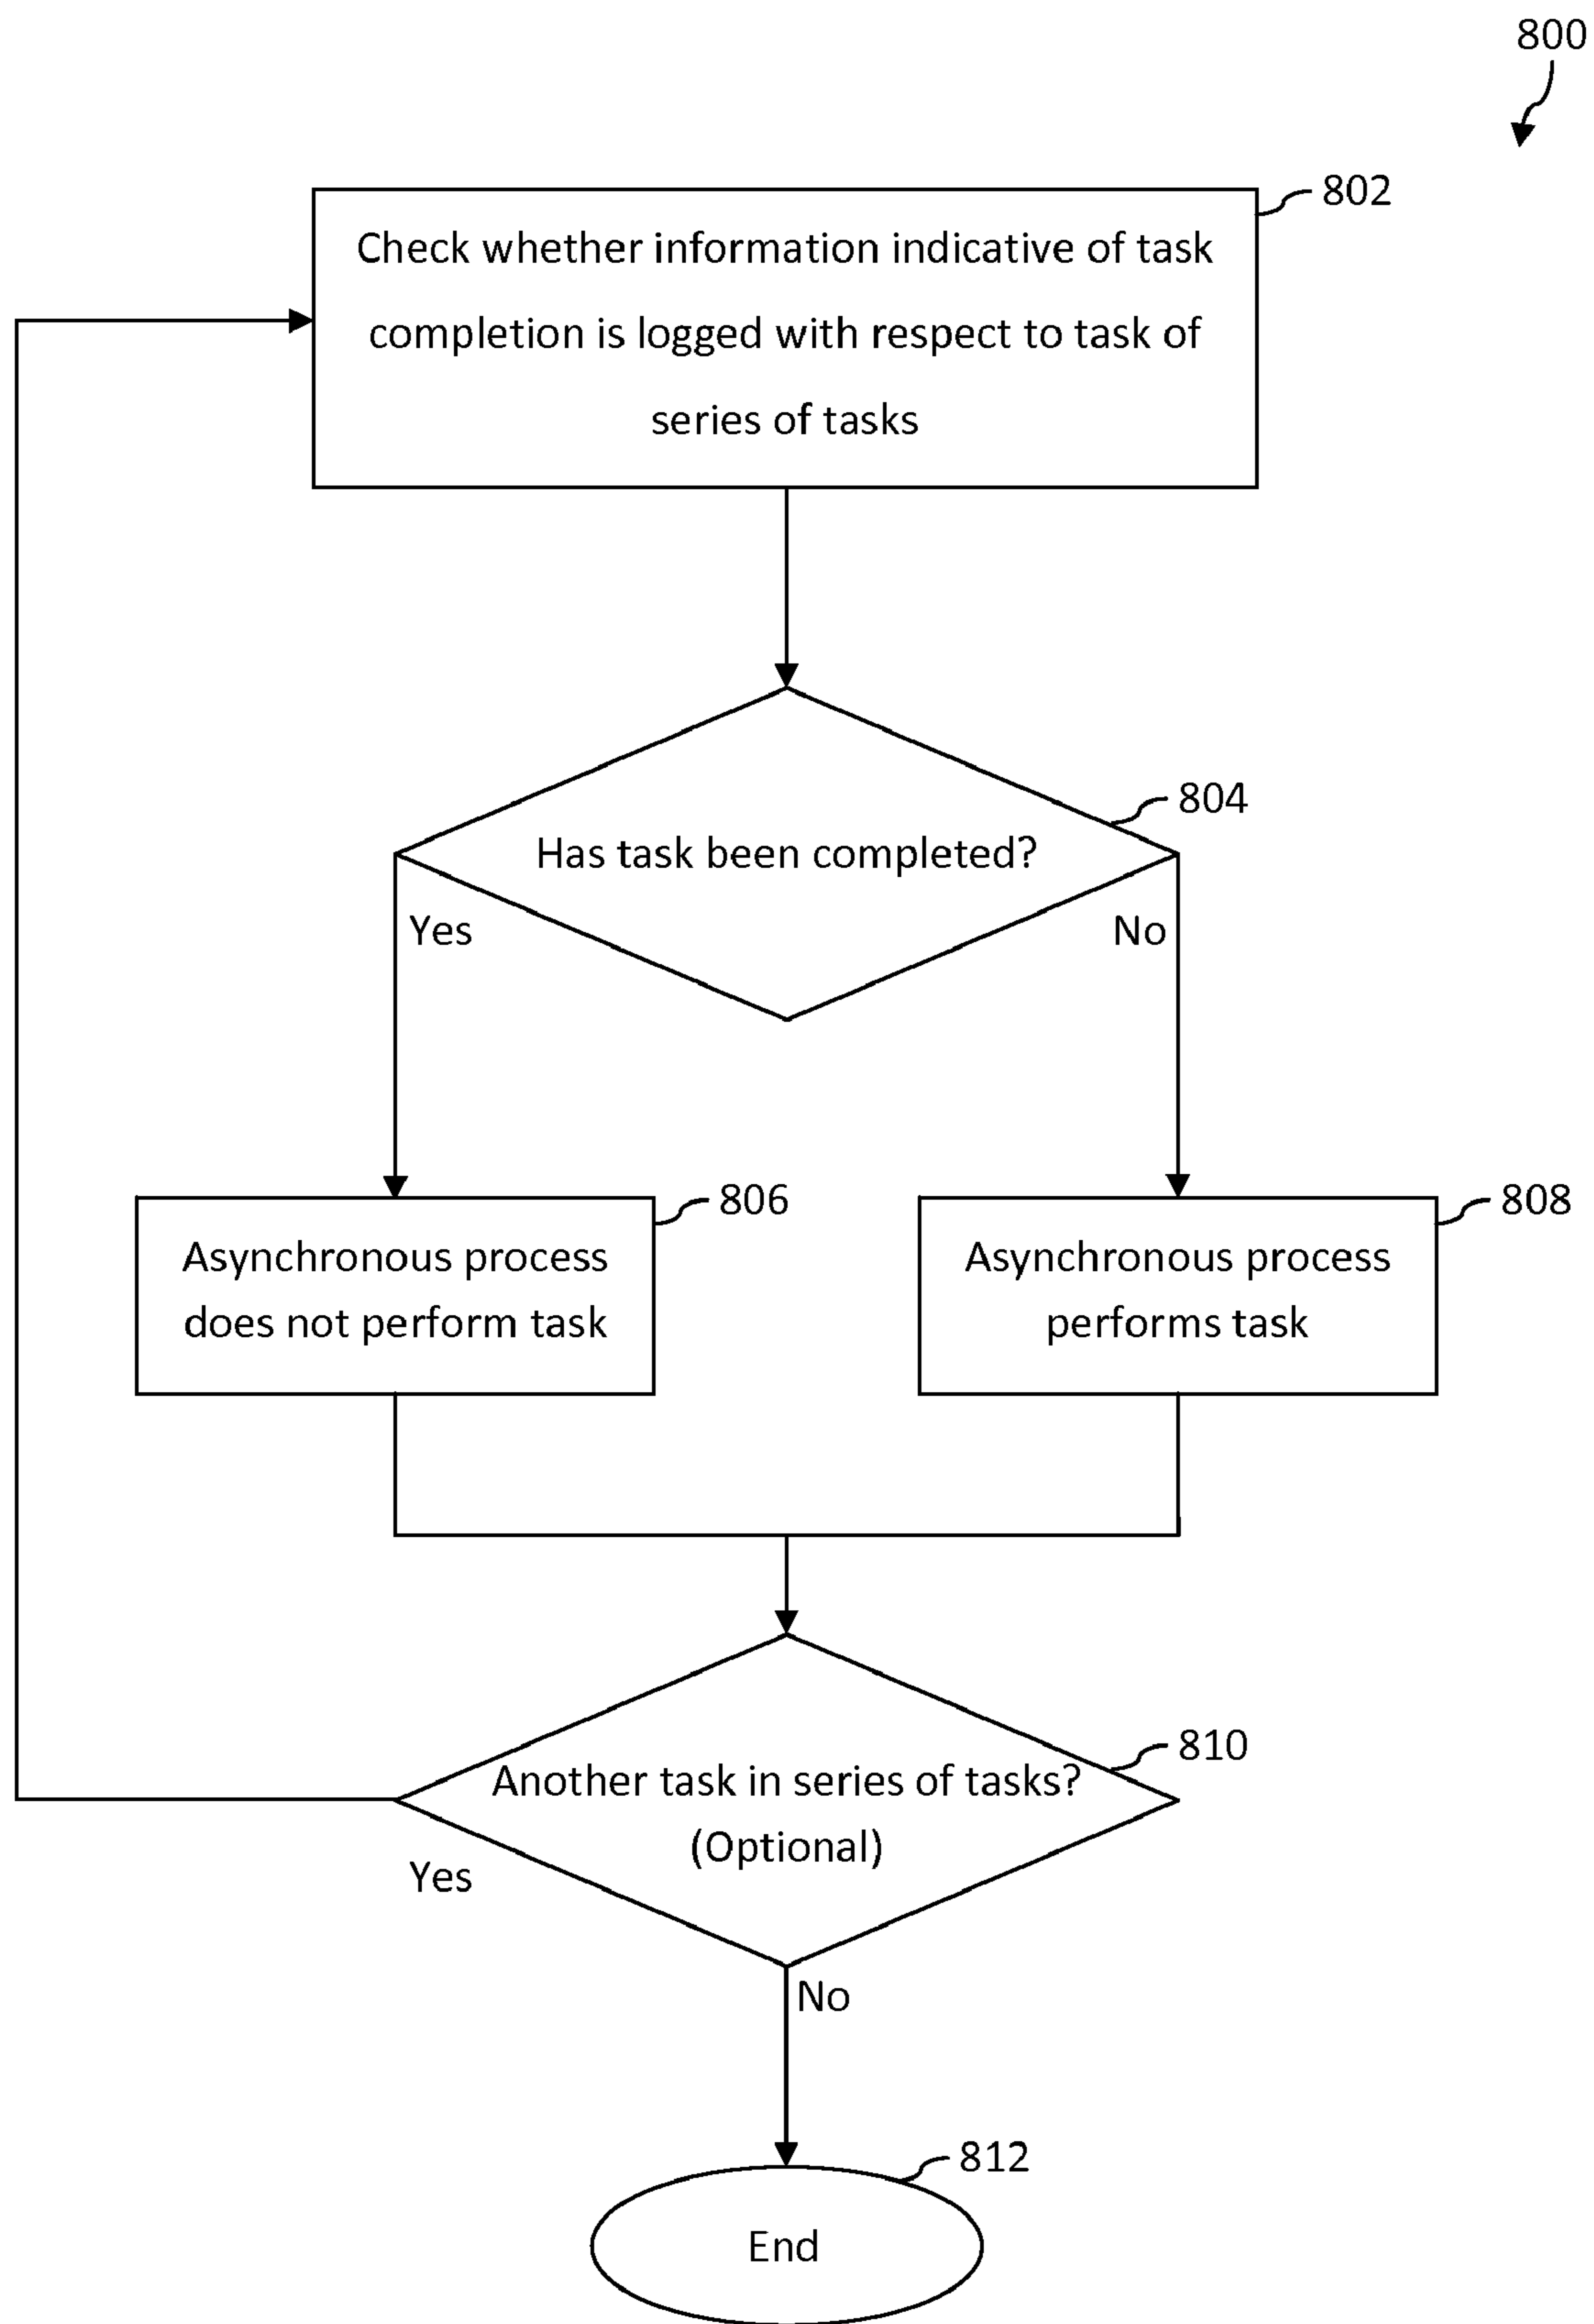 800
802
Check whether information indicative of task
completion is logged with respect to task of
series of tasks
804
Has task been completed?
Yes
No
806
808
Asynchronous process
does not perform task
Asynchronous process
performs task
810
Another task in series of tasks?
(Optional)
Yes
No
812
End